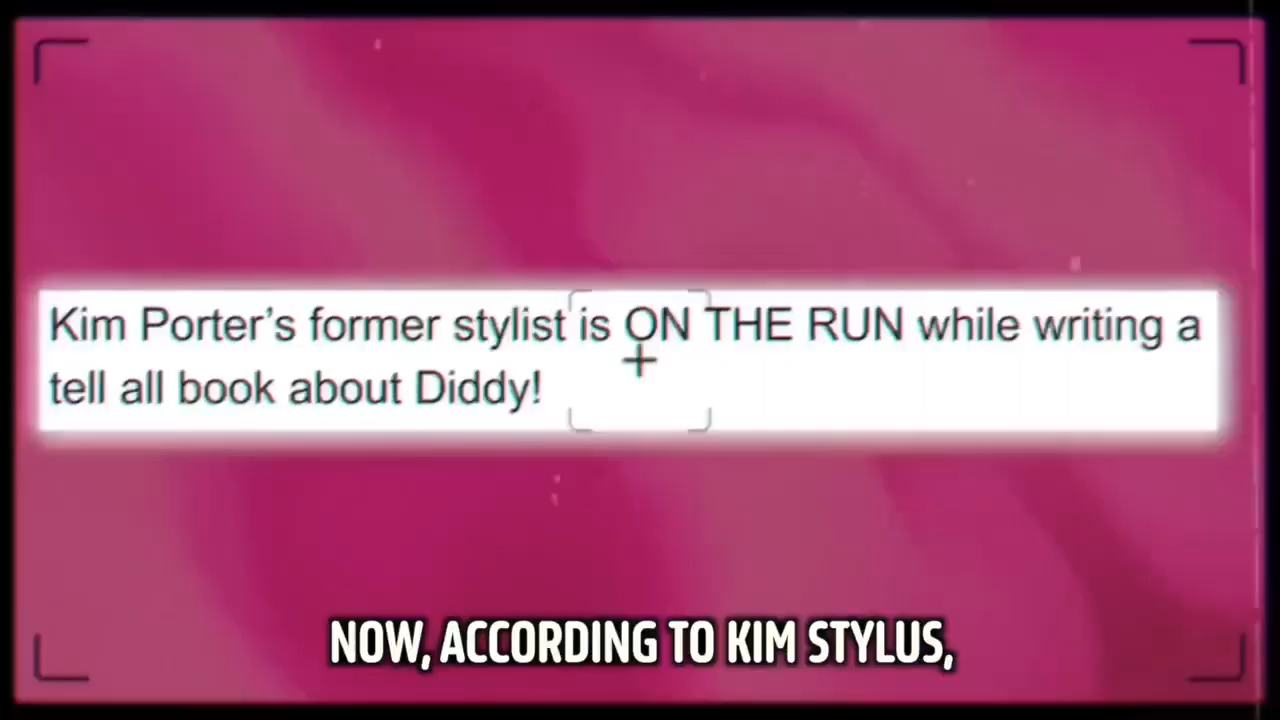 Kim Porter’s former stylist is ON THE RUN while writing a
tell all book about Diddy!
NOW, ACCORDING TO KIM STYLUS,